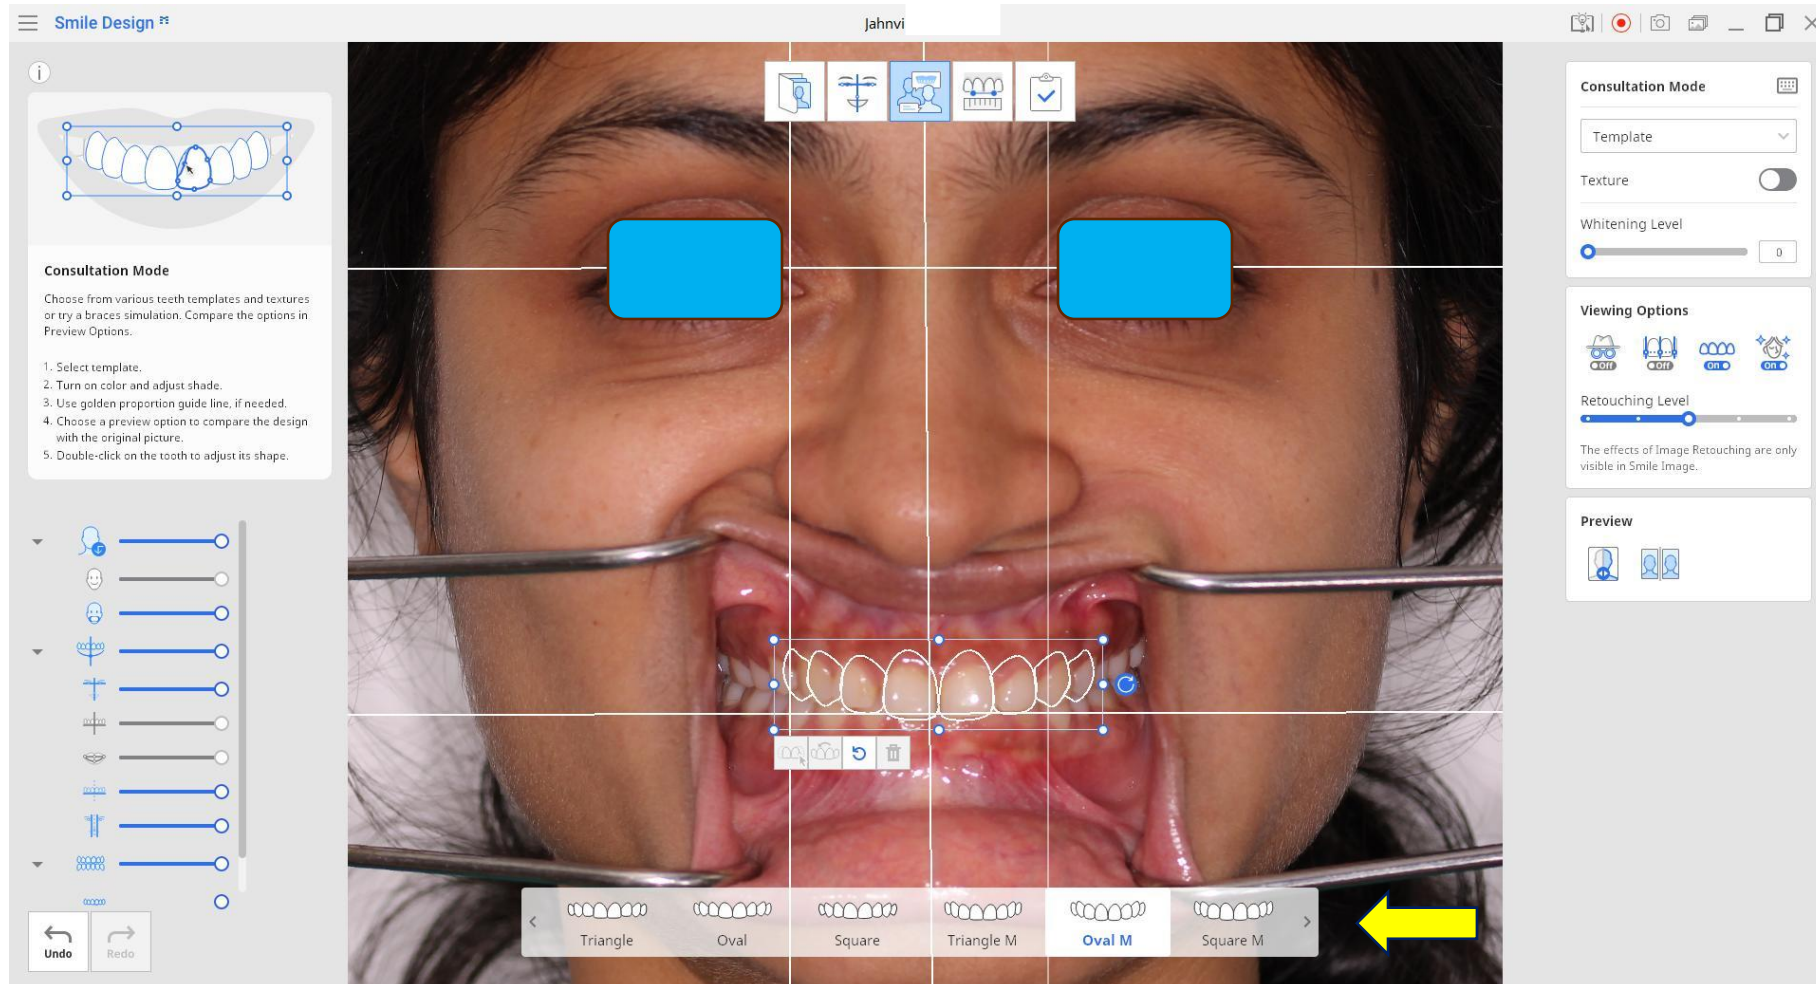 Smile Design
Jahnvi
Consultation Mode
Choose from various teeth templates and textures
or try a braces simulation. Compare the options in
Preview Options.
1. Select template.
2. Turn on color and adjust shade.
3. Use golden proportion guide line, if needed.
4. Choose a preview option to compare the design
with the original picture.
5. Double-click on the tooth to adjust its shape.
Undo
Redo
Triangle
Oval
Square
Triangle M
Oval M
Square M
Consultation Mode
Template
Texture
Whitening Level
0
Viewing Options
Off
Off
On
On
Retouching Level
The effects of Image Retouching are only
visible in Smile Image.
Preview